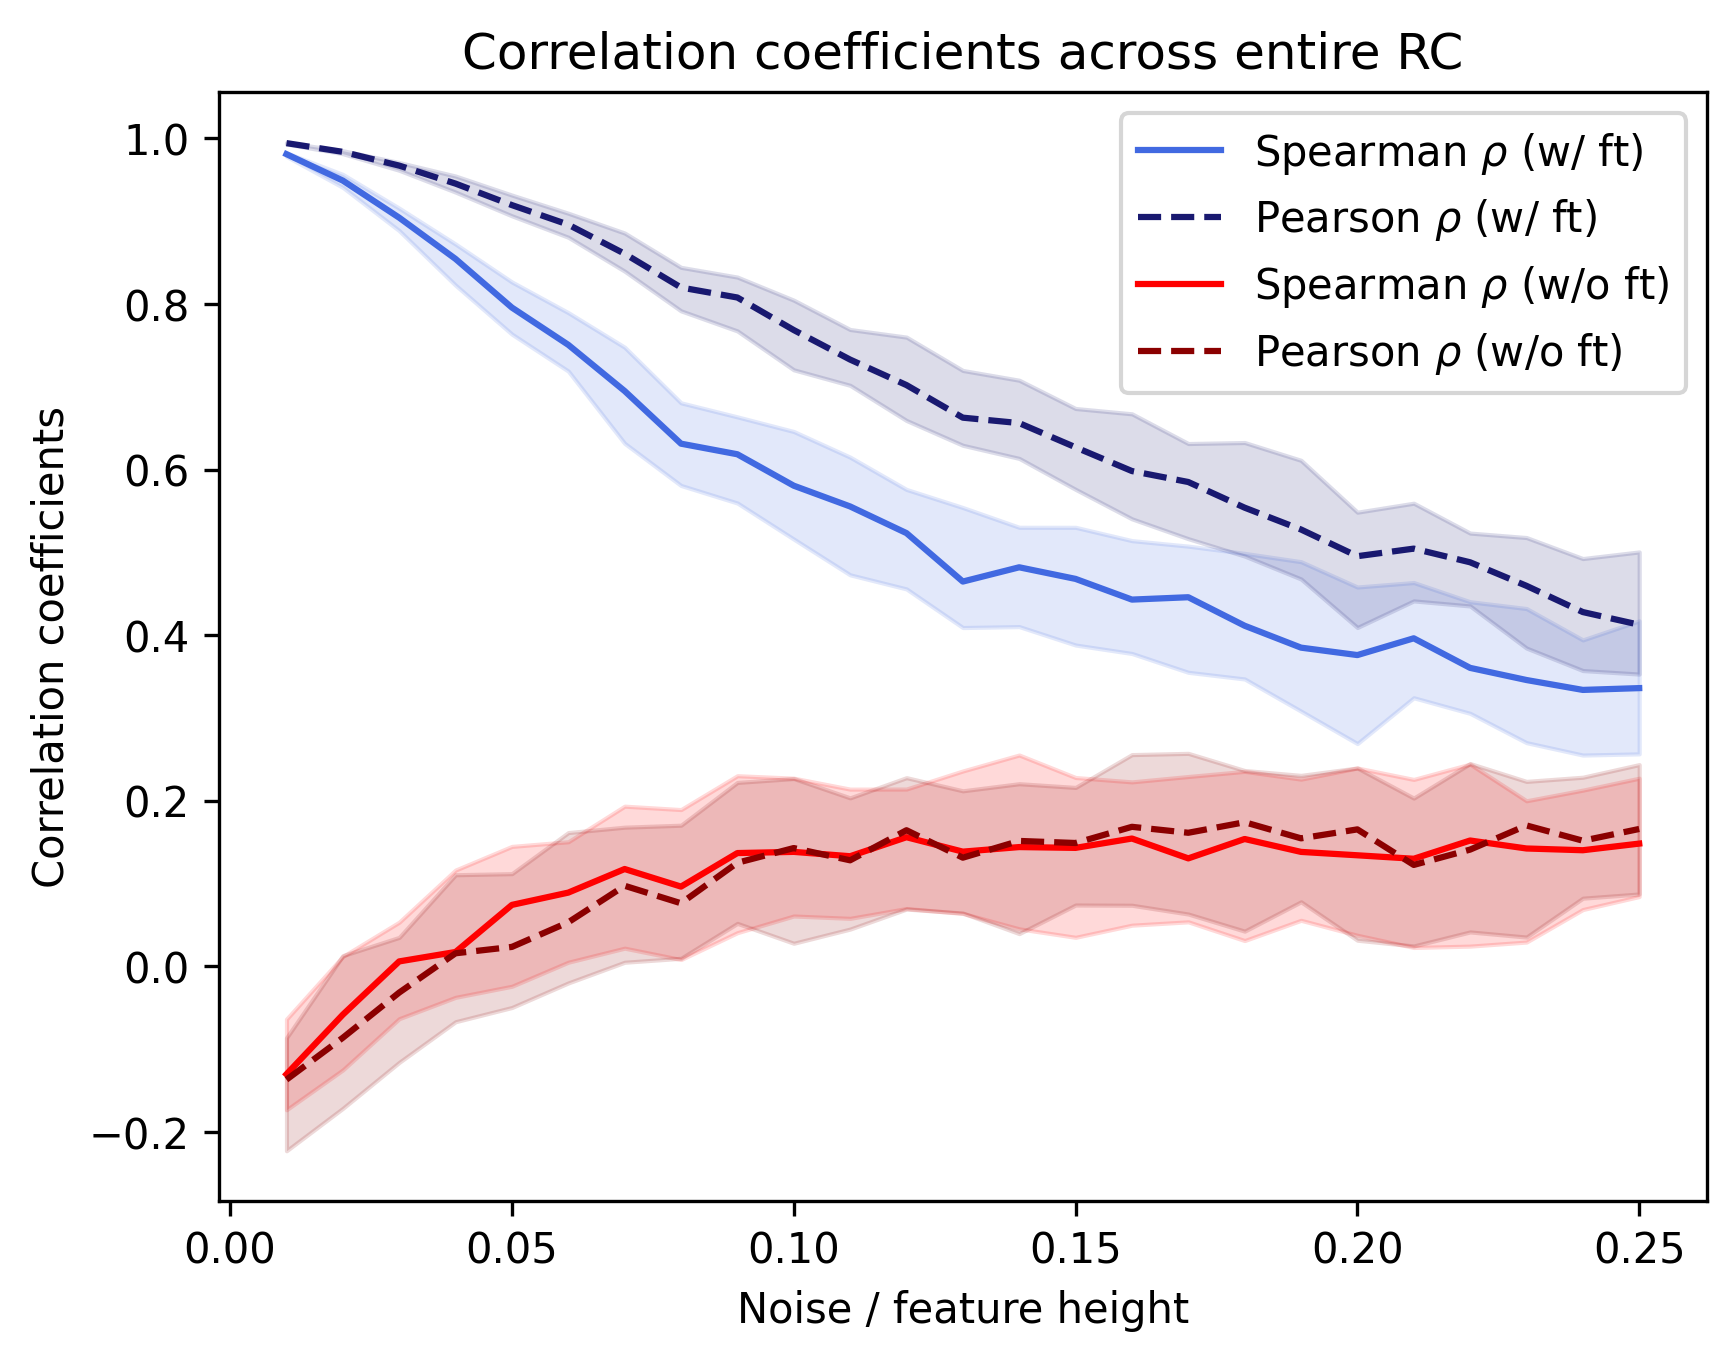 Correlation coefficients across entire RC
Spearman ρ (w/ ft)
Pearson ρ (w/ ft)
Spearman ρ (w/o ft)
Pearson ρ (w/o ft)
Correlation coefficients
1.0
0.8
0.6
0.4
0.2
0.0
−0.2
0.00 0.05 0.10 0.15 0.20 0.25
Noise / feature height